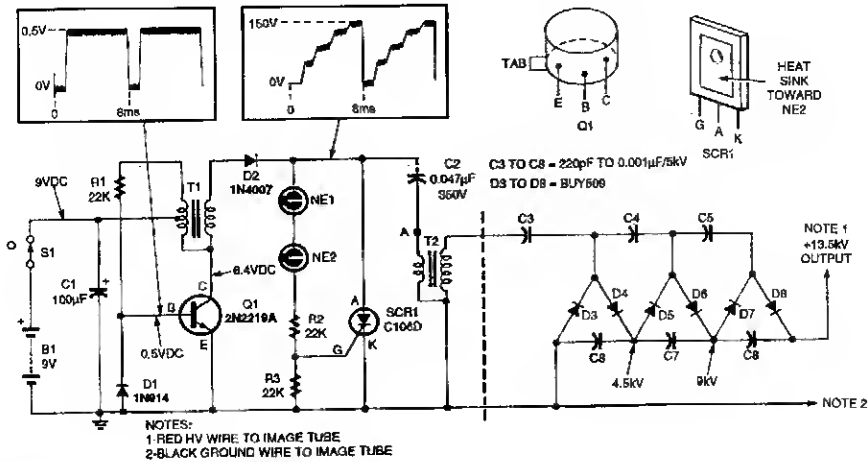 0.5V
0V
0
8ms
150V
0V
0
8ms
TAB
E
B
C
Q1
HEAT
SINK
TOWARD
NE2
G
A
K
SCR1
9VDC
R1
22K
T1
D2
1N4007
NE1
NE2
C2
0.047µF
S50V
C3 TO C8 = 220pF TO 0.001µF/5kV
D3 TO D8 = BUY509
O
S1
C1
100µF
+
6.4VDC
C
B
E
Q1
2N2219A
R2
22K
A
K
G
SCR1
C106D
A
T2
C3
C4
C5
NOTE 1
+13.5kV
OUTPUT
D3
D4
D5
D6
D7
D8
C6
C7
C8
4.5kV
9kV
+
B1
9V
0.5VDC
D1
1N914
R3
22K
NOTE 2
NOTES:
1-RED HV WIRE TO IMAGE TUBE
2-BLACK GROUND WIRE TO IMAGE TUBE